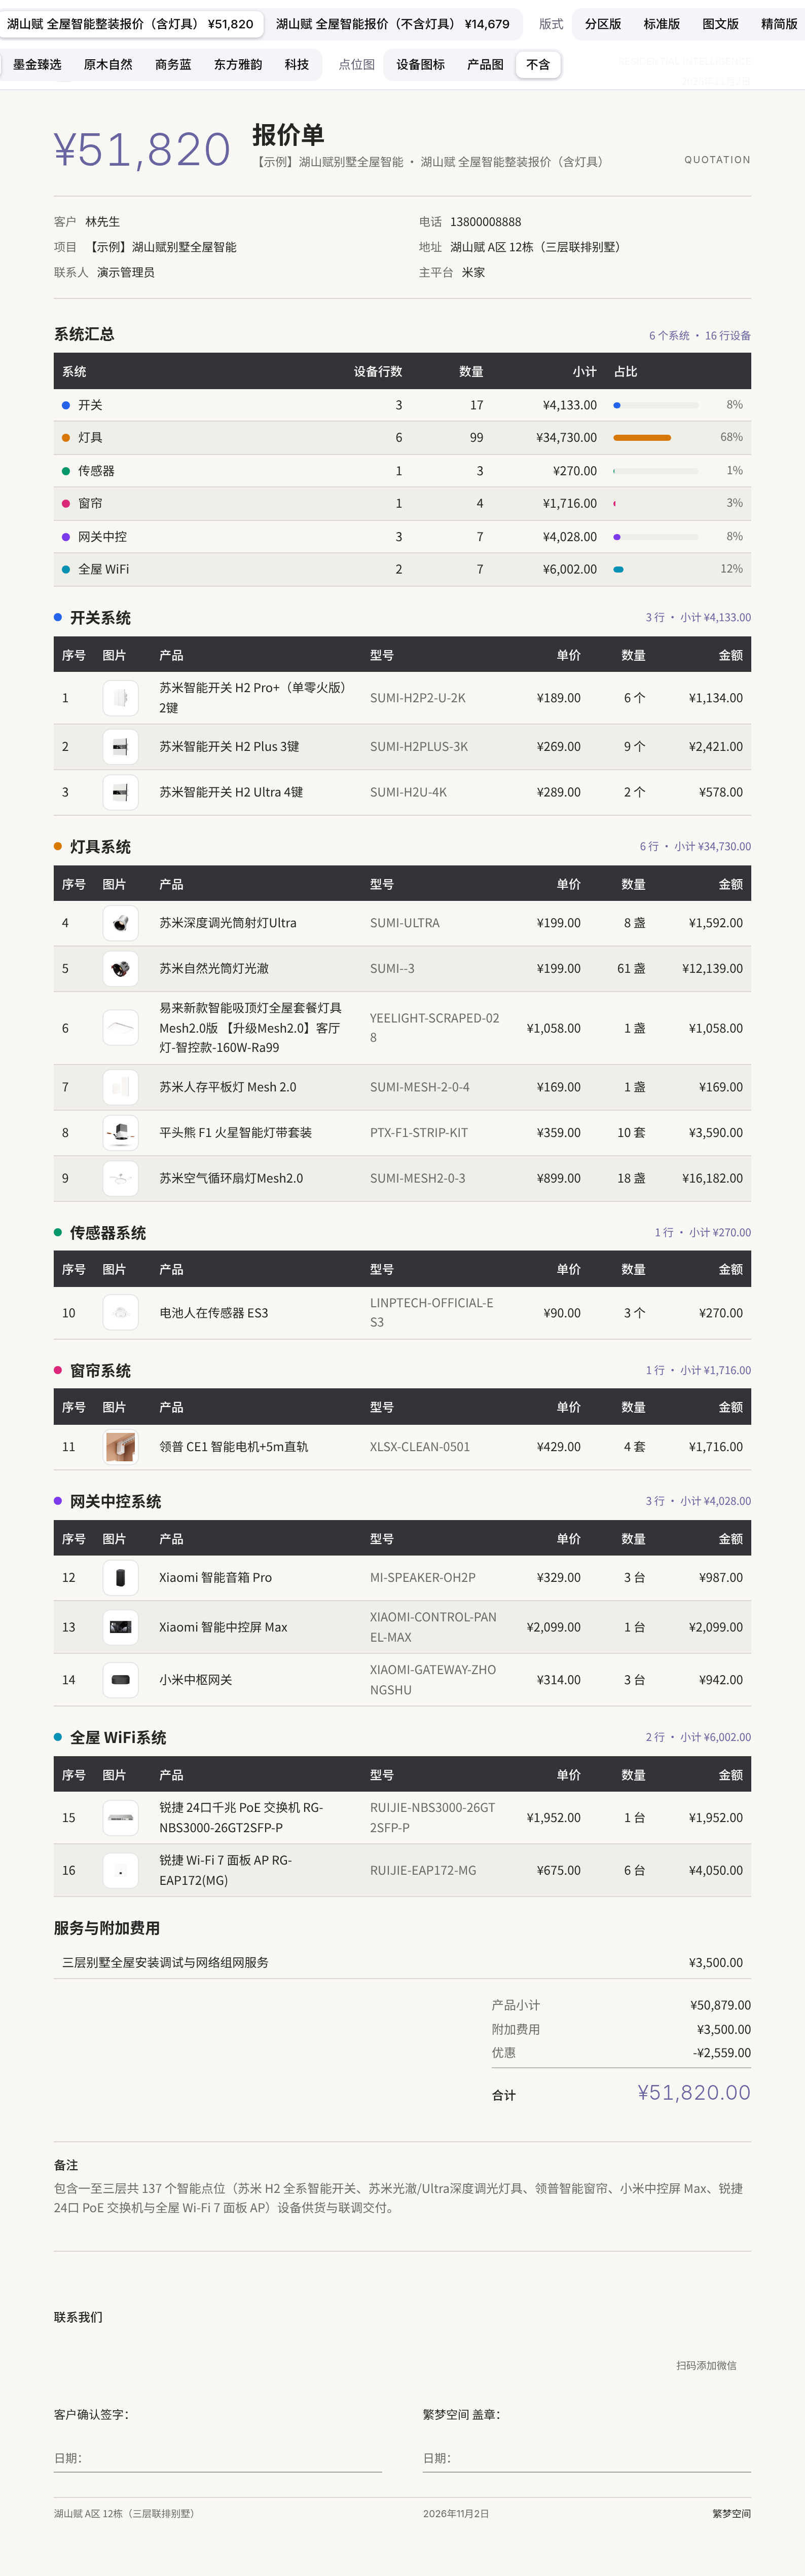 湖山赋 全屋智能整装报价（含灯具） ¥51,820 湖山赋 全屋智能报价（不含灯具） ¥14,679 版式 分区版 标准版 图文版 精简版
墨金臻选 原木自然 商务蓝 东方雅韵 科技 点位图 设备图标 产品图 不含
RESIDENTIAL INTELLIGENCE
2026年11月2日
¥51,820 报价单
【示例】湖山赋别墅全屋智能 · 湖山赋 全屋智能整装报价（含灯具） QUOTATION
客户 林先生 电话 13800008888
项目 【示例】湖山赋别墅全屋智能 地址 湖山赋 A区 12栋（三层联排别墅）
联系人 演示管理员 主平台 米家
系统汇总 6 个系统 · 16 行设备
系统 设备行数 数量 小计 占比
开关 3 17 ¥4,133.00 8%
灯具 6 99 ¥34,730.00 68%
传感器 1 3 ¥270.00 1%
窗帘 1 4 ¥1,716.00 3%
网关中控 3 7 ¥4,028.00 8%
全屋 WiFi 2 7 ¥6,002.00 12%
开关系统 3 行 · 小计 ¥4,133.00
序号 图片 产品 型号 单价 数量 金额
1 苏米智能开关 H2 Pro+（单零火版） SUMI-H2P2-U-2K ¥189.00 6 个 ¥1,134.00
2键
2 苏米智能开关 H2 Plus 3键 SUMI-H2PLUS-3K ¥269.00 9 个 ¥2,421.00
3 苏米智能开关 H2 Ultra 4键 SUMI-H2U-4K ¥289.00 2 个 ¥578.00
灯具系统 6 行 · 小计 ¥34,730.00
序号 图片 产品 型号 单价 数量 金额
4 苏米深度调光筒射灯Ultra SUMI-ULTRA ¥199.00 8 盏 ¥1,592.00
5 苏米自然光筒灯光澈 SUMI--3 ¥199.00 61 盏 ¥12,139.00
易来新款智能吸顶灯全屋套餐灯具
6 Mesh2.0版 【升级Mesh2.0】客厅 YEELIGHT-SCRAPED-02 ¥1,058.00 1 盏 ¥1,058.00
灯-智控款-160W-Ra99 8
7 苏米人存平板灯 Mesh 2.0 SUMI-MESH-2-0-4 ¥169.00 1 盏 ¥169.00
8 平头熊 F1 火星智能灯带套装 PTX-F1-STRIP-KIT ¥359.00 10 套 ¥3,590.00
9 苏米空气循环扇灯Mesh2.0 SUMI-MESH2-0-3 ¥899.00 18 盏 ¥16,182.00
传感器系统 1 行 · 小计 ¥270.00
序号 图片 产品 型号 单价 数量 金额
10 电池人在传感器 ES3 LINPTECH-OFFICIAL-E ¥90.00 3 个 ¥270.00
S3
窗帘系统 1 行 · 小计 ¥1,716.00
序号 图片 产品 型号 单价 数量 金额
11 领普 CE1 智能电机+5m直轨 XLSX-CLEAN-0501 ¥429.00 4 套 ¥1,716.00
网关中控系统 3 行 · 小计 ¥4,028.00
序号 图片 产品 型号 单价 数量 金额
12 Xiaomi 智能音箱 Pro MI-SPEAKER-OH2P ¥329.00 3 台 ¥987.00
13 Xiaomi 智能中控屏 Max XIAOMI-CONTROL-PAN ¥2,099.00 1 台 ¥2,099.00
EL-MAX
14 小米中枢网关 XIAOMI-GATEWAY-ZHO ¥314.00 3 台 ¥942.00
NGSHU
全屋 WiFi系统 2 行 · 小计 ¥6,002.00
序号 图片 产品 型号 单价 数量 金额
15 锐捷 24口千兆 PoE 交换机 RG- RUIJIE-NBS3000-26GT ¥1,952.00 1 台 ¥1,952.00
NBS3000-26GT2SFP-P 2SFP-P
16 锐捷 Wi-Fi 7 面板 AP RG- RUIJIE-EAP172-MG ¥675.00 6 台 ¥4,050.00
EAP172(MG)
服务与附加费用
三层别墅全屋安装调试与网络组网服务 ¥3,500.00
产品小计 ¥50,879.00
附加费用 ¥3,500.00
优惠 -¥2,559.00
合计 ¥51,820.00
备注
包含一至三层共 137 个智能点位（苏米 H2 全系智能开关、苏米光澈/Ultra深度调光灯具、领普智能窗帘、小米中控屏 Max、锐捷
24口 PoE 交换机与全屋 Wi-Fi 7 面板 AP）设备供货与联调交付。
联系我们
扫码添加微信
客户确认签字： 繁梦空间 盖章：
日期： 日期：
湖山赋 A区 12栋（三层联排别墅） 2026年11月2日 繁梦空间